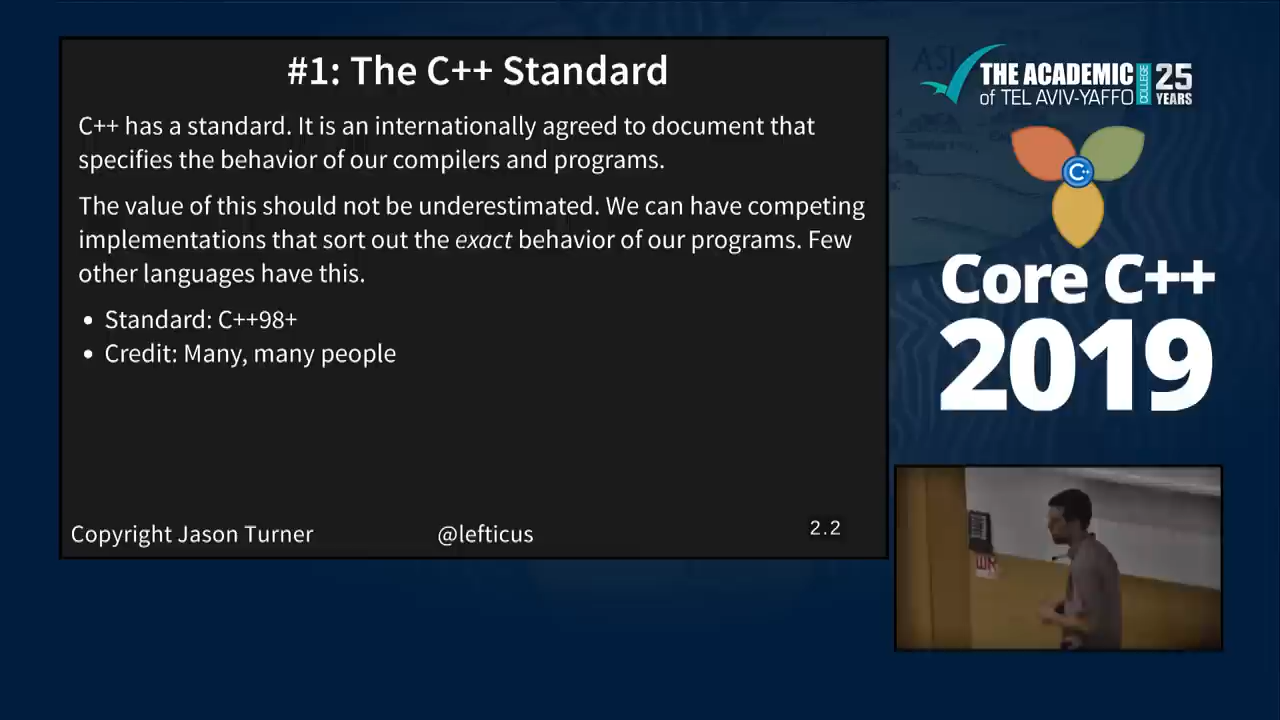 #1: The C++ Standard
C++ has a standard. It is an internationally agreed to document that
specifies the behavior of our compilers and programs.
The value of this should not be underestimated. We can have competing
implementations that sort out the exact behavior of our programs. Few
other languages have this.
• Standard: C++98+
• Credit: Many, many people
Copyright Jason Turner
@lefticus
2.2
THE ACADEMIC
of TEL AVIV-YAFFO
COLLEGE
25
YEARS
C++
Core C++
2019